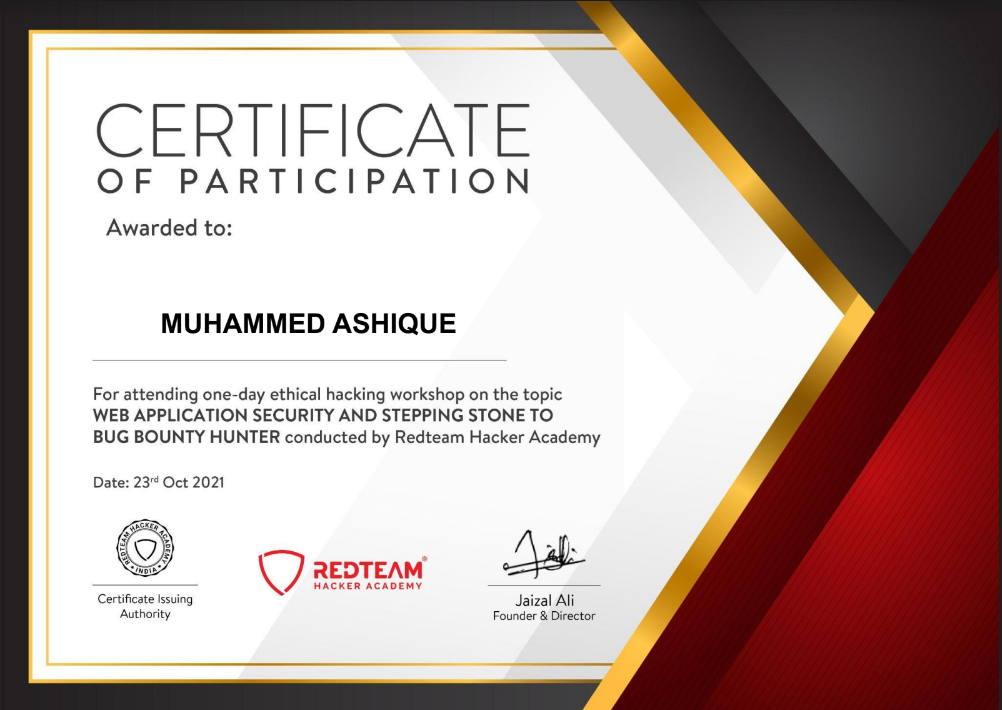 CERTIFICATE
OF PARTICIPATION
Awarded to:
MUHAMMED ASHIQUE
For attending one-day ethical hacking workshop on the topic
WEB APPLICATION SECURITY AND STEPPING STONE TO
BUG BOUNTY HUNTER conducted by Redteam Hacker Academy
Date: 23rd Oct 2021
REDTEAM HACKER ACADEMY
INDIA
Certificate Issuing
Authority
REDTEAM®
HACKER ACADEMY
Jaizal Ali
Founder & Director